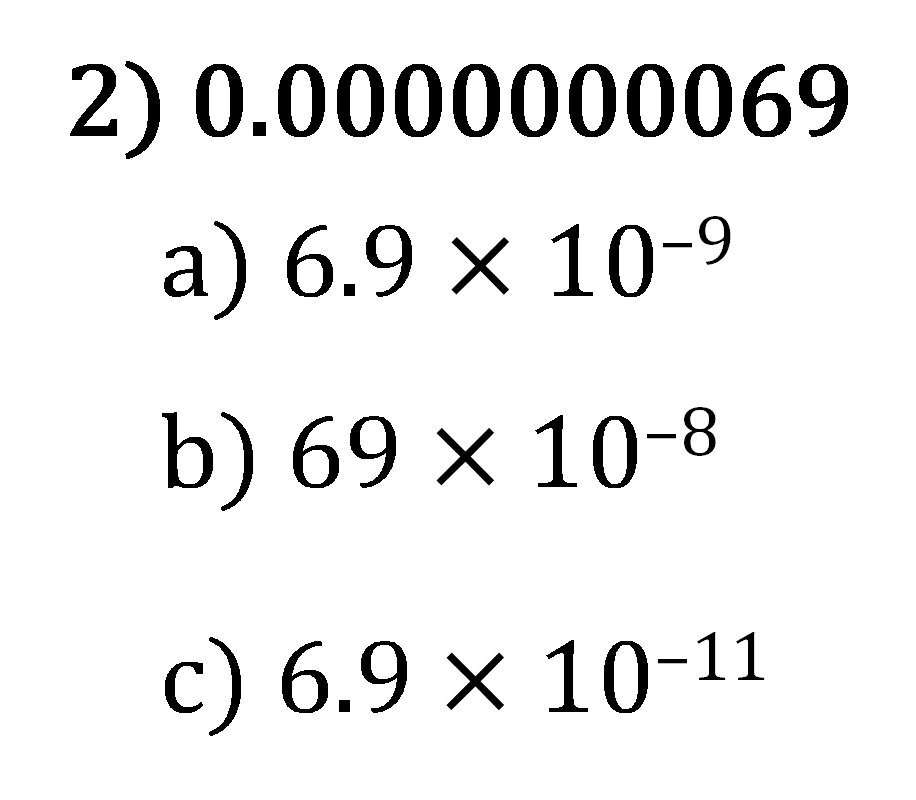 2) 0.0000000069
a) 6.9 × 10⁻⁹
b) 69 × 10⁻⁸
c) 6.9 × 10⁻¹¹